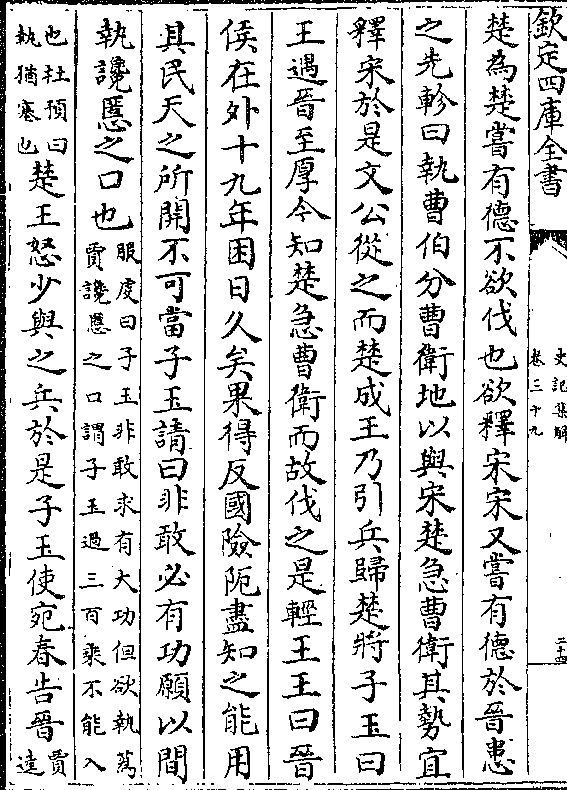 欽定四庫全書
史記集解
卷三十九
二十四
楚為楚嘗有德不欲伐也欲釋宋宋又嘗有德於晉患
之先軫曰執曹伯分曹衛地以與宋楚急曹衛其勢宜
釋宋於是文公從之而楚成王乃引兵歸楚將子玉曰
王遇晉至厚今知楚急曹衛而故伐之是輕王王曰晉
侯在外十九年困日久矣果得反國險阨盡知之能用
其民天之所開不可當子玉請曰非敢必有功願以間
執讒慝之口也
服虔曰子玉非敢求有大功但欲執蒍
賈讒慝之口謂子玉過三百乘不能入
也杜預曰
執猶塞也
楚王怒少與之兵於是子玉使宛春告晉
賈
逵